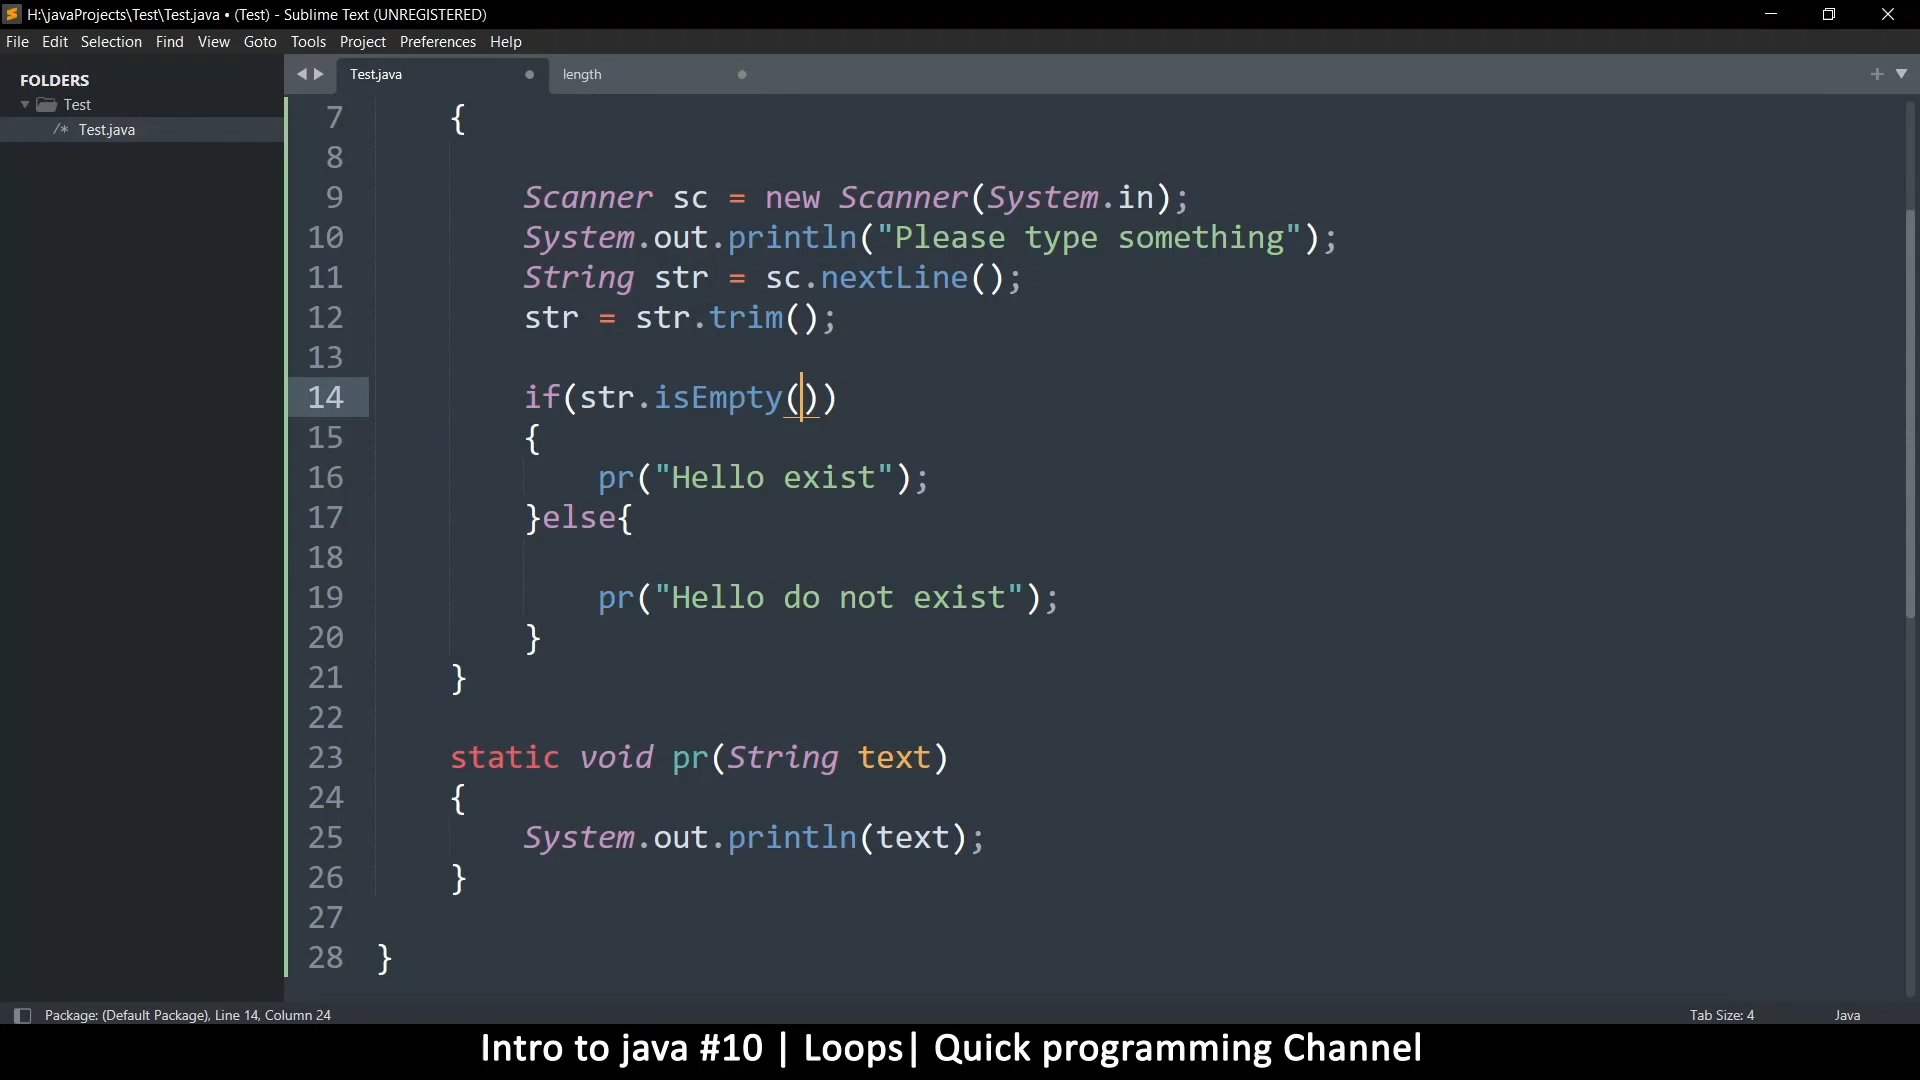 H:\javaProjects\Test\Test.java • (Test) - Sublime Text (UNREGISTERED)
File Edit Selection Find View Goto Tools Project Preferences Help
FOLDERS
Test
/* Test.java
Test.java length
7 {
8
9 Scanner sc = new Scanner(System.in);
10 System.out.println("Please type something");
11 String str = sc.nextLine();
12 str = str.trim();
13
14 if(str.isEmpty())
15 {
16 pr("Hello exist");
17 }else{
18
19 pr("Hello do not exist");
20 }
21 }
22
23 static void pr(String text)
24 {
25 System.out.println(text);
26 }
27
28 }
Package: (Default Package), Line 14, Column 24 Tab Size: 4 Java
Intro to java #10 | Loops| Quick programming Channel